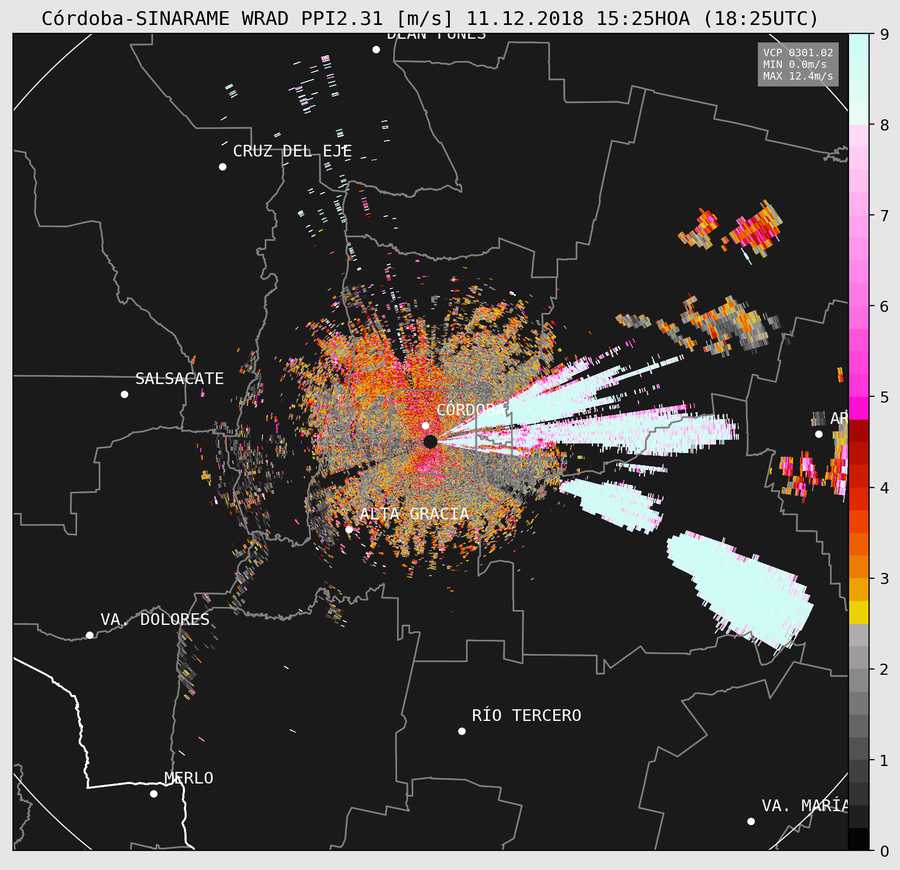 Córdoba-SINARAME WRAD PPI2.31 [m/s] 11.12.2018 15:25HOA (18:25UTC)
DEAN FUNES
VCP 0301.02
MIN 0.0m/s
MAX 12.4m/s
CRUZ DEL EJE
SALSACATE
CÓRDOBA
AR
ALTA GRACIA
VA. DOLORES
RÍO TERCERO
MERLO
VA. MARÍA
9
8
7
6
5
4
3
2
1
0